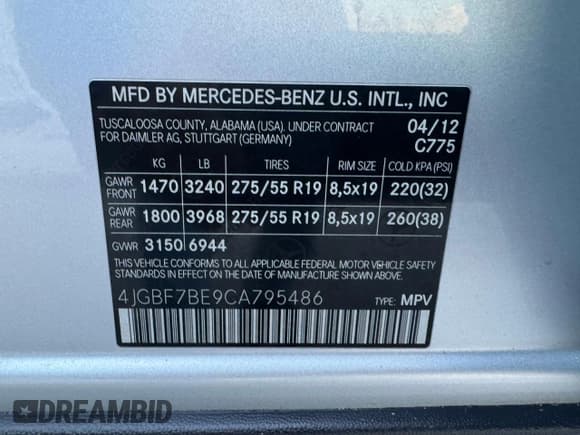 MFD BY MERCEDES-BENZ U.S. INTL., INC
TUSCALOOSA COUNTY, ALABAMA (USA). UNDER CONTRACT 04/12
FOR DAIMLER AG, STUTTGART (GERMANY) C775
KG LB TIRES RIM SIZE COLD KPA(PSI)
GAWR FRONT 1470 3240 275/55 R19 8,5x19 220(32)
GAWR REAR 1800 3968 275/55 R19 8,5x19 260(38)
GVWR 3150 6944
THIS VEHICLE CONFORMS TO ALL APPLICABLE FEDERAL MOTOR VEHICLE SAFETY
STANDARDS IN EFFECT ON THE DATE OF MANUFACTURE SHOWN ABOVE.
4JGBF7BE9CA795486 TYPE: MPV
DREAMBID